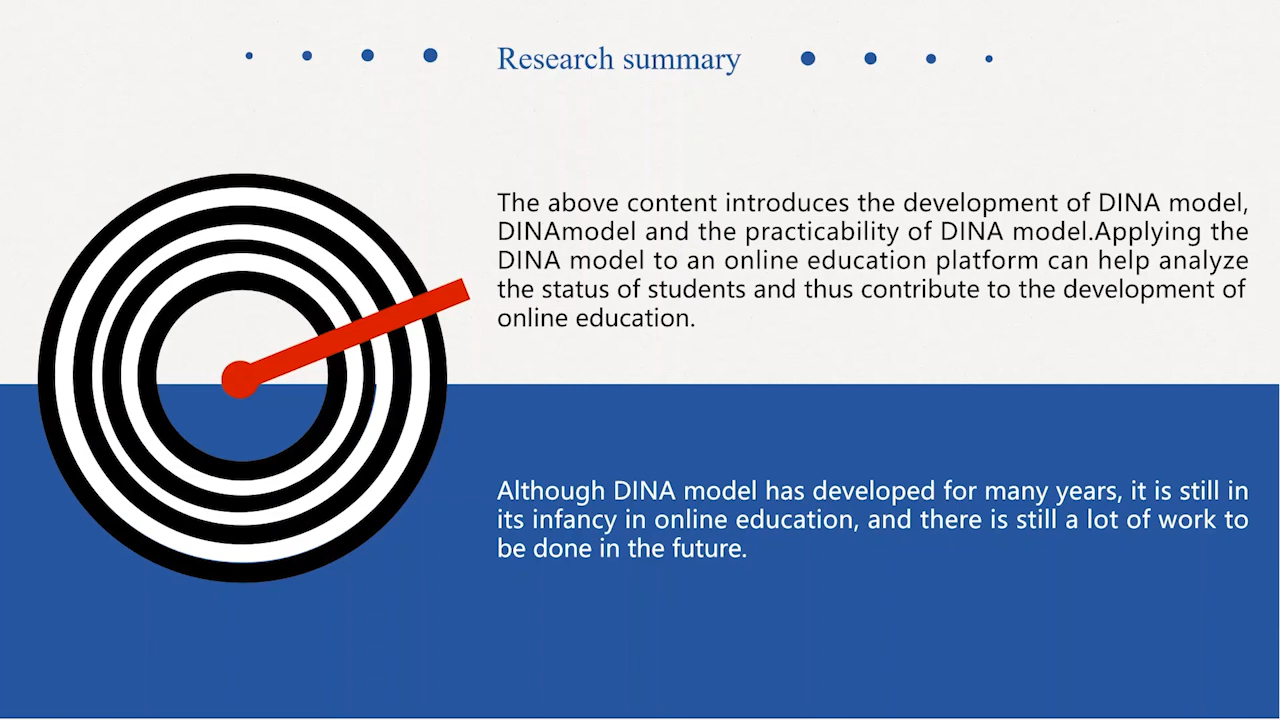 Research summary
The above content introduces the development of DINA model,
DINAmodel and the practicability of DINA model.Applying the
DINA model to an online education platform can help analyze
the status of students and thus contribute to the development of
online education.
Although DINA model has developed for many years, it is still in
its infancy in online education, and there is still a lot of work to
be done in the future.